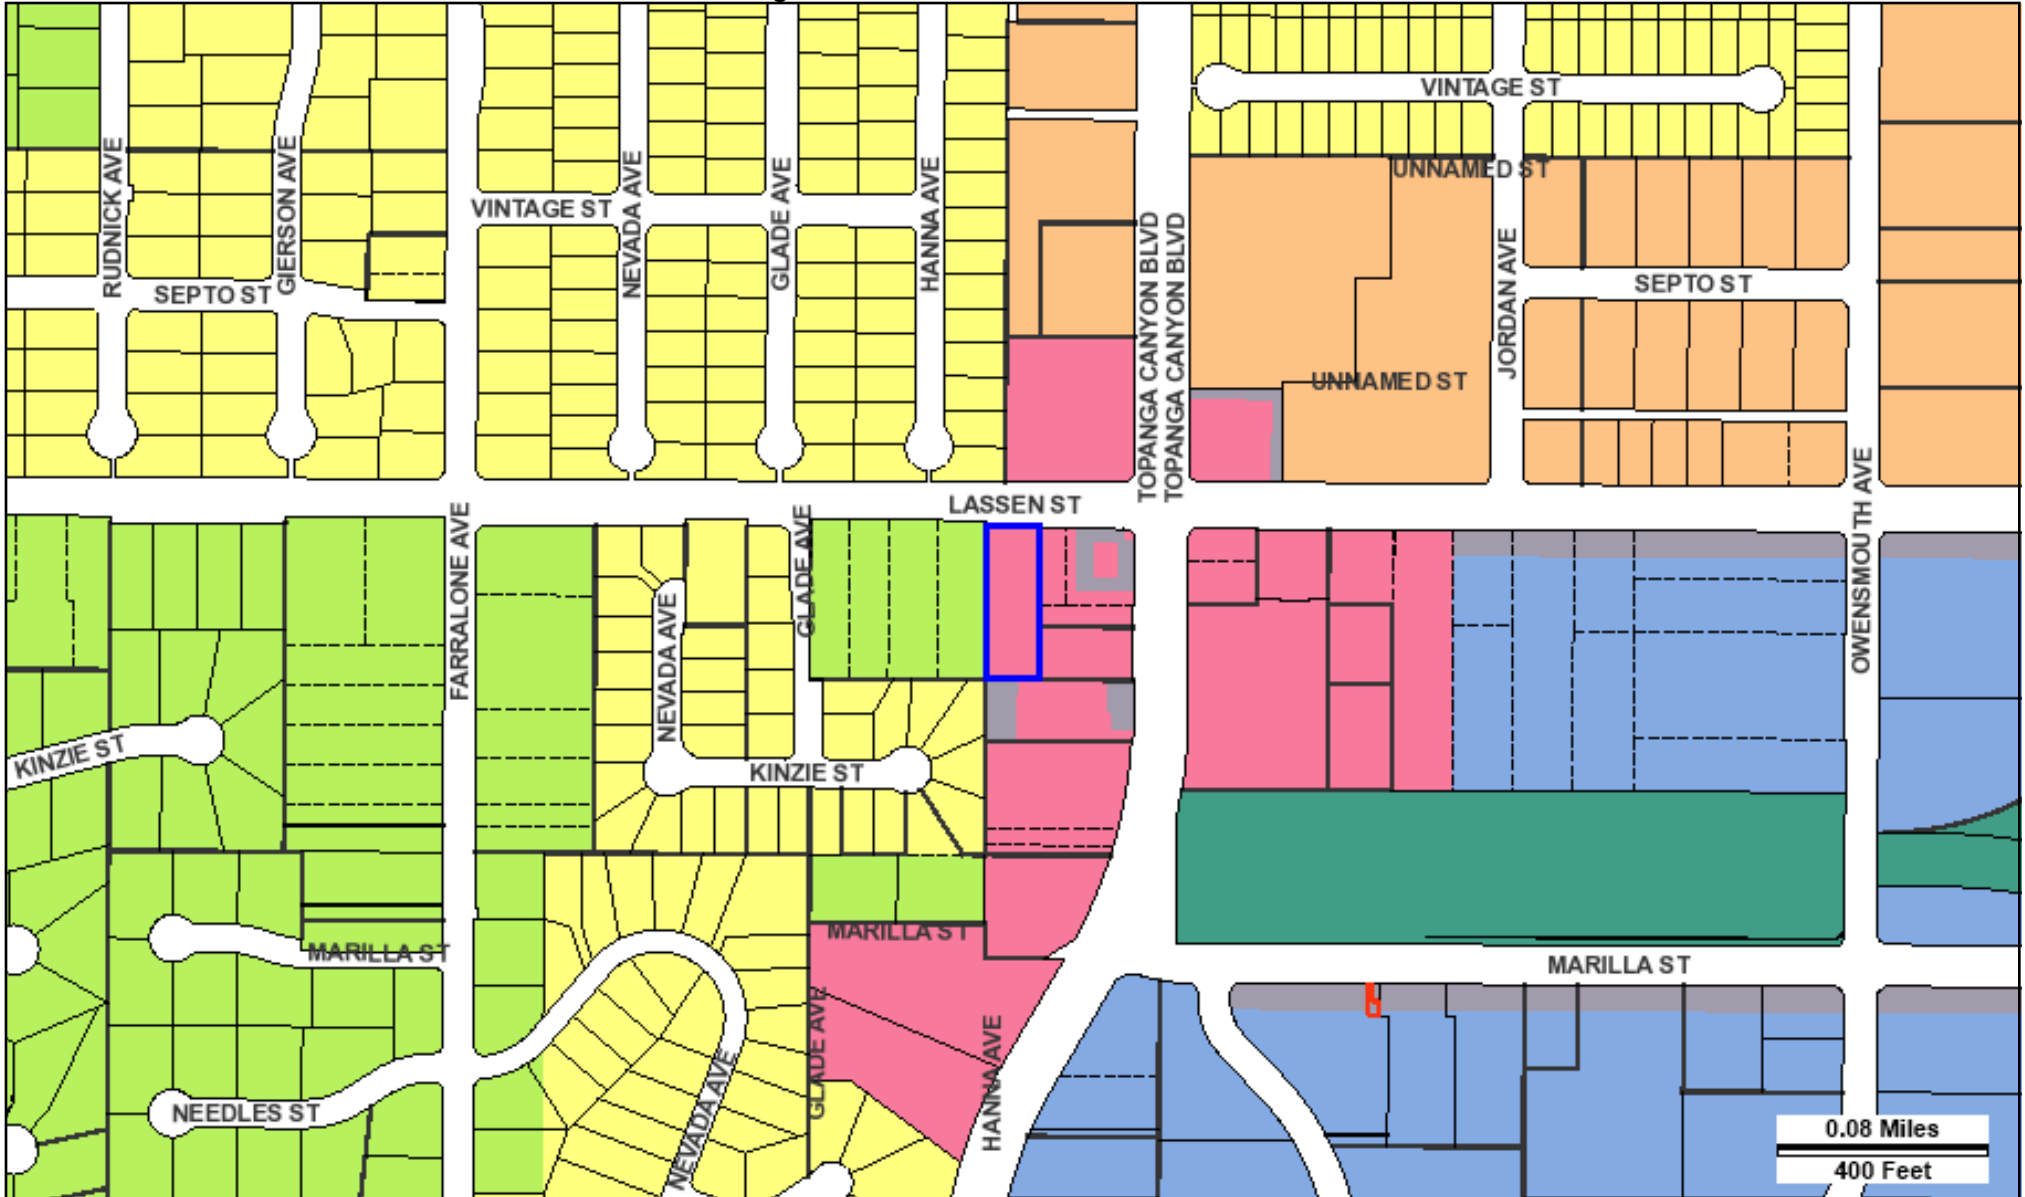 VINTAGE ST
UNNAMED ST
RUDNICK AVE
GIERSON AVE
NEVADA AVE
GLADE AVE
HANNA AVE
VINTAGE ST
TOPANGA CANYON BLVD
TOPANGA CANYON BLVD
JORDAN AVE
SEPTO ST
SEPTO ST
UNNAMED ST
LASSEN ST
OWENSMOUTH AVE
FARRALONE AVE
GLADE AVE
NEVADA AVE
KINZIE ST
KINZIE ST
MARILLA ST
MARILLA ST
MARILLA ST
GLADE AVE
HANNA AVE
NEVADA AVE
NEEDLES ST
0.08 Miles
400 Feet